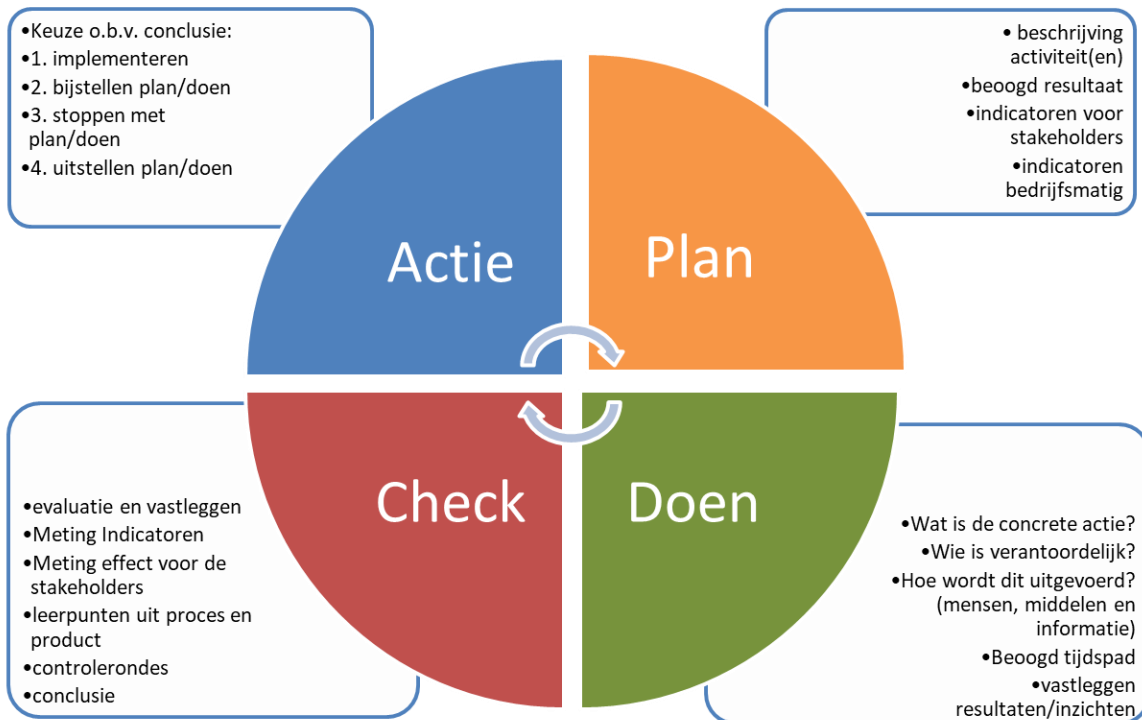 •Keuze o.b.v. conclusie:
•1. implementeren
•2. bijstellen plan/doen
•3. stoppen met
plan/doen
•4. uitstellen plan/doen
• beschrijving
activiteit(en)
•beoogd resultaat
•indicatoren voor
stakeholders
•indicatoren
bedrijfsmatig
Actie
Plan
Check
Doen
•evaluatie en vastleggen
•Meting Indicatoren
•Meting effect voor de
stakeholders
•leerpunten uit proces en
product
•controlerondes
•conclusie
•Wat is de concrete actie?
•Wie is verantoordelijk?
•Hoe wordt dit uitgevoerd?
(mensen, middelen en
informatie)
•Beoogd tijdspad
•vastleggen
resultaten/inzichten